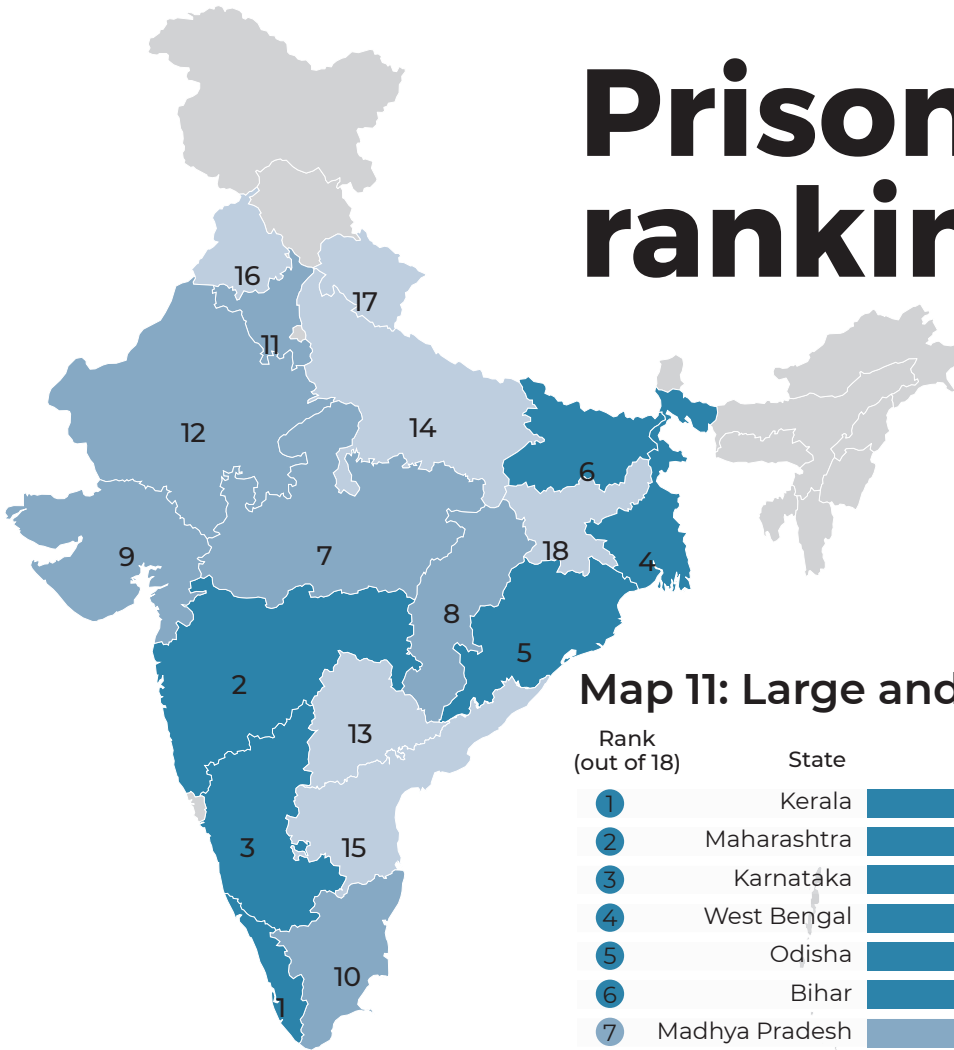 Prison
rankin
16
17
11
12
14
6
9
7
18
4
8
5
2
13
3
15
10
1
Map 11: Large and
Rank
(out of 18)
State
1 Kerala
2 Maharashtra
3 Karnataka
4 West Bengal
5 Odisha
6 Bihar
7 Madhya Pradesh